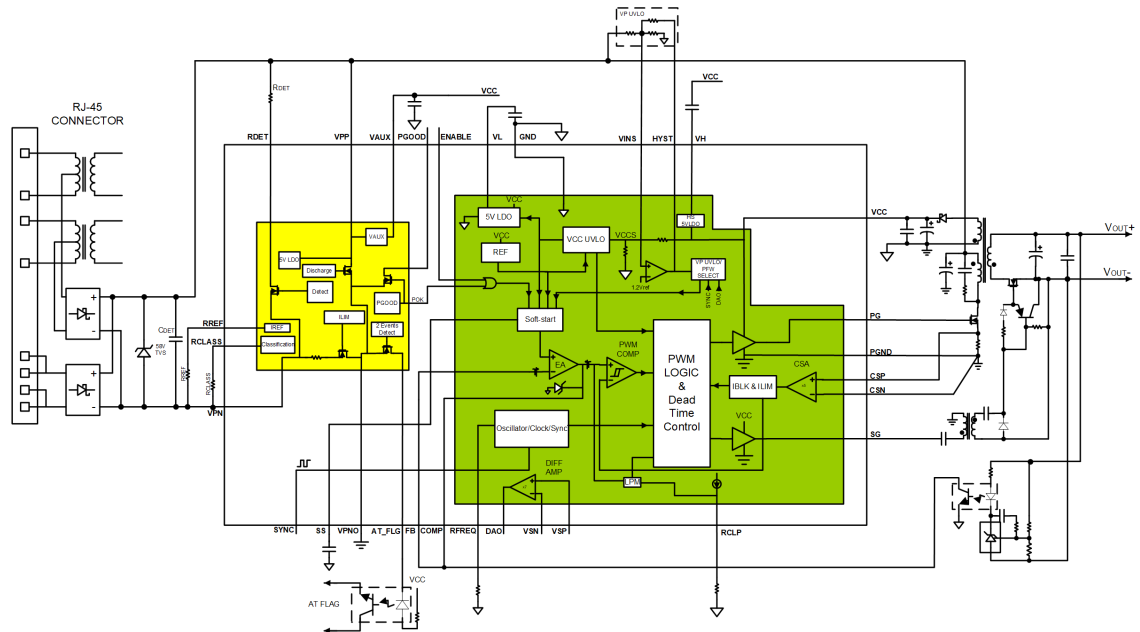 VP UVLO
RJ-45
CONNECTOR
RDET
VCC
VCC
RDET
VPP
VAUX
PGOOD
ENABLE
VL
GND
VINS
HYST
VH
VAUX
5V LDO
Discharge
Detect
PGOOD
POK
ILIM
IREF
2 Events
Detect
Classification
VCC
5V LDO
VCC
REF
VCC UVLO
VCCS
HS
5VLDO
1.2Vref
VP UVLO/
PFW
SELECT
SYNC
DAO
Soft-start
EA
PWM
COMP
PWM
LOGIC
&
Dead
Time
Control
CSA
IBLK & ILIM
VCC
Oscillator/Clock/Sync
DIFF
AMP
LPM
CDET
58V
TVS
RREF
RCLASS
RREF
RCLASS
VPN
VCC
VOUT+
VOUT-
PG
PGND
CSP
CSN
SG
SYNC
SS
VPNO
AT_FLG
FB
COMP
RFREQ
DAO
VSN
VSP
RCLP
VCC
AT FLAG
+
-
+
-